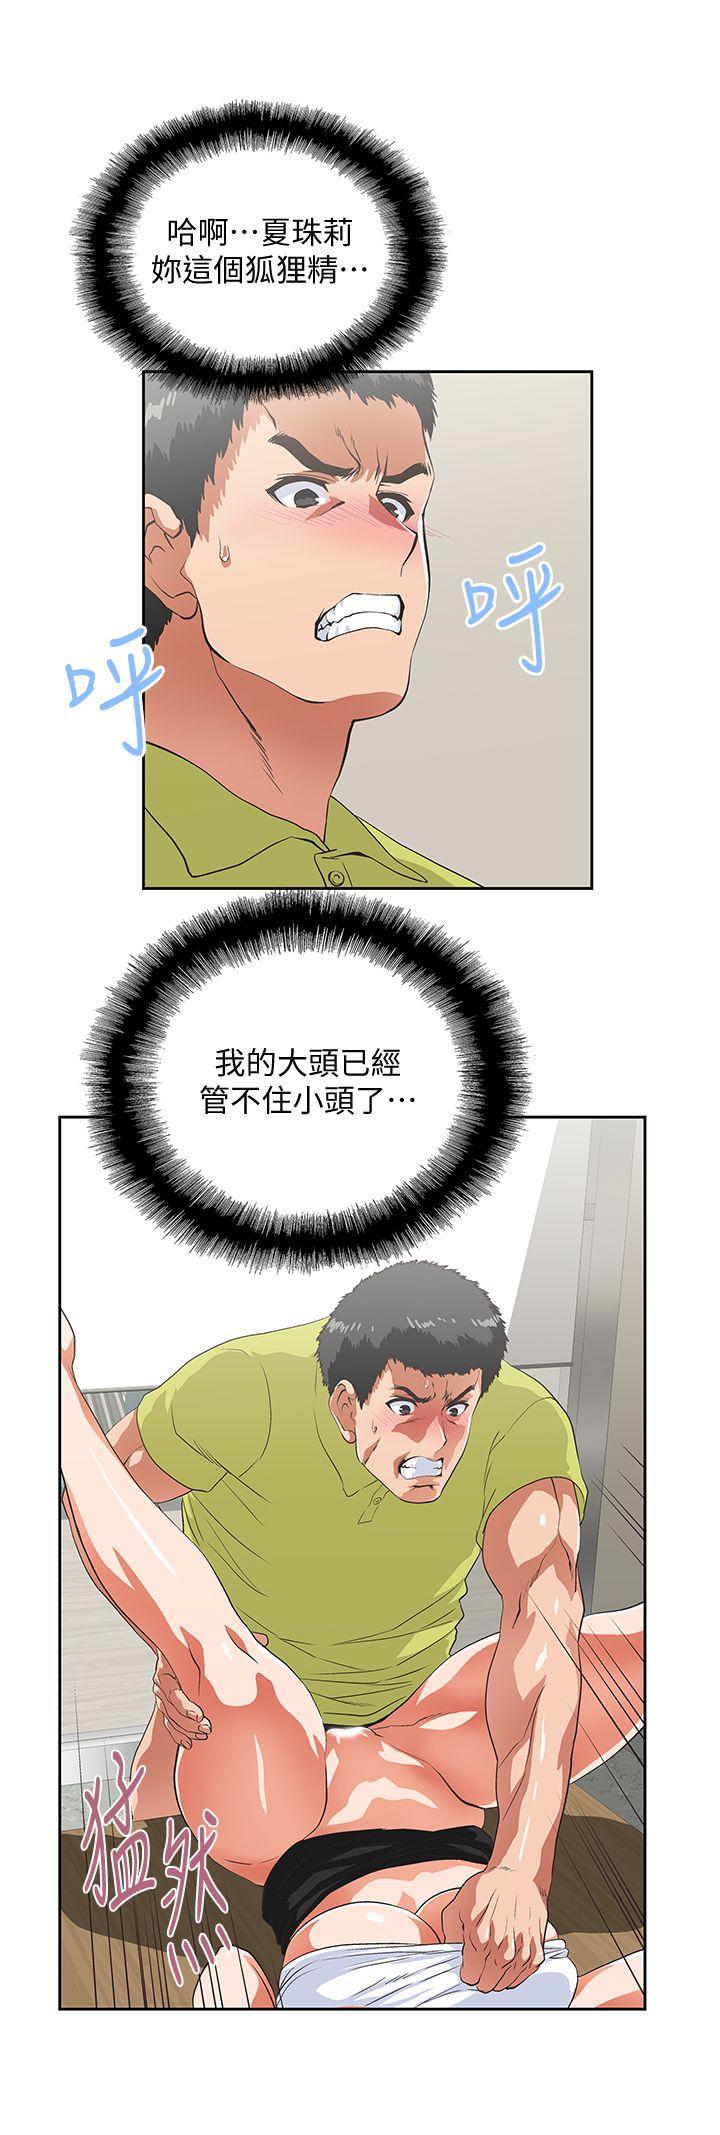 哈啊⋯夏珠莉
妳這個狐狸精⋯
呼
呼
我的大頭已經
管不住小頭了⋯
猛然